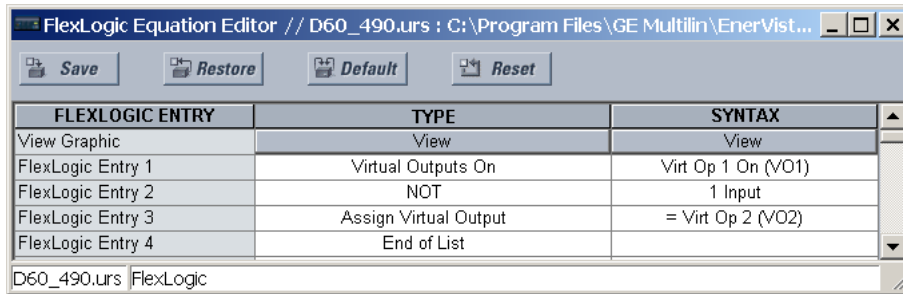 FlexLogic Equation Editor // D60_490.urs : C:\Program Files\GE Multilin\EnerVist...
Save Restore Default Reset
FLEXLOGIC ENTRY TYPE SYNTAX
View Graphic View View
FlexLogic Entry 1 Virtual Outputs On Virt Op 1 On (VO1)
FlexLogic Entry 2 NOT 1 Input
FlexLogic Entry 3 Assign Virtual Output = Virt Op 2 (VO2)
FlexLogic Entry 4 End of List
D60_490.urs FlexLogic